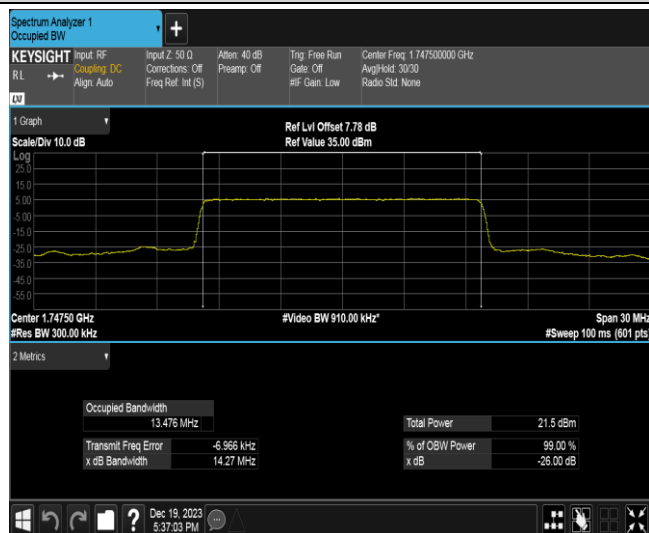 Spectrum Analyzer 1
Occupied BW
+
KEYSIGHT Input: RF Input Z: 50 Ω Atten: 40 dB Trig: Free Run Center Freq: 1.747500000 GHz
RL Coupling: DC Corrections: Off Preamp: Off Gate: Off Avg|Hold: 30/30
Align: Auto Freq Ref: Int (S) #IF Gain: Low Radio Std: None
LXI
1 Graph
Ref Lvl Offset 7.78 dB
Scale/Div 10.0 dB Ref Value 35.00 dBm
Log
25.0
15.0
5.00
-5.00
-15.0
-25.0
-35.0
-45.0
-55.0
Center 1.74750 GHz #Video BW 910.00 kHz* Span 30 MHz
#Res BW 300.00 kHz #Sweep 100 ms (601 pts)
2 Metrics
Occupied Bandwidth
13.476 MHz Total Power 21.5 dBm
Transmit Freq Error -6.966 kHz % of OBW Power 99.00 %
x dB Bandwidth 14.27 MHz x dB -26.00 dB
? Dec 19, 2023
5:37:03 PM